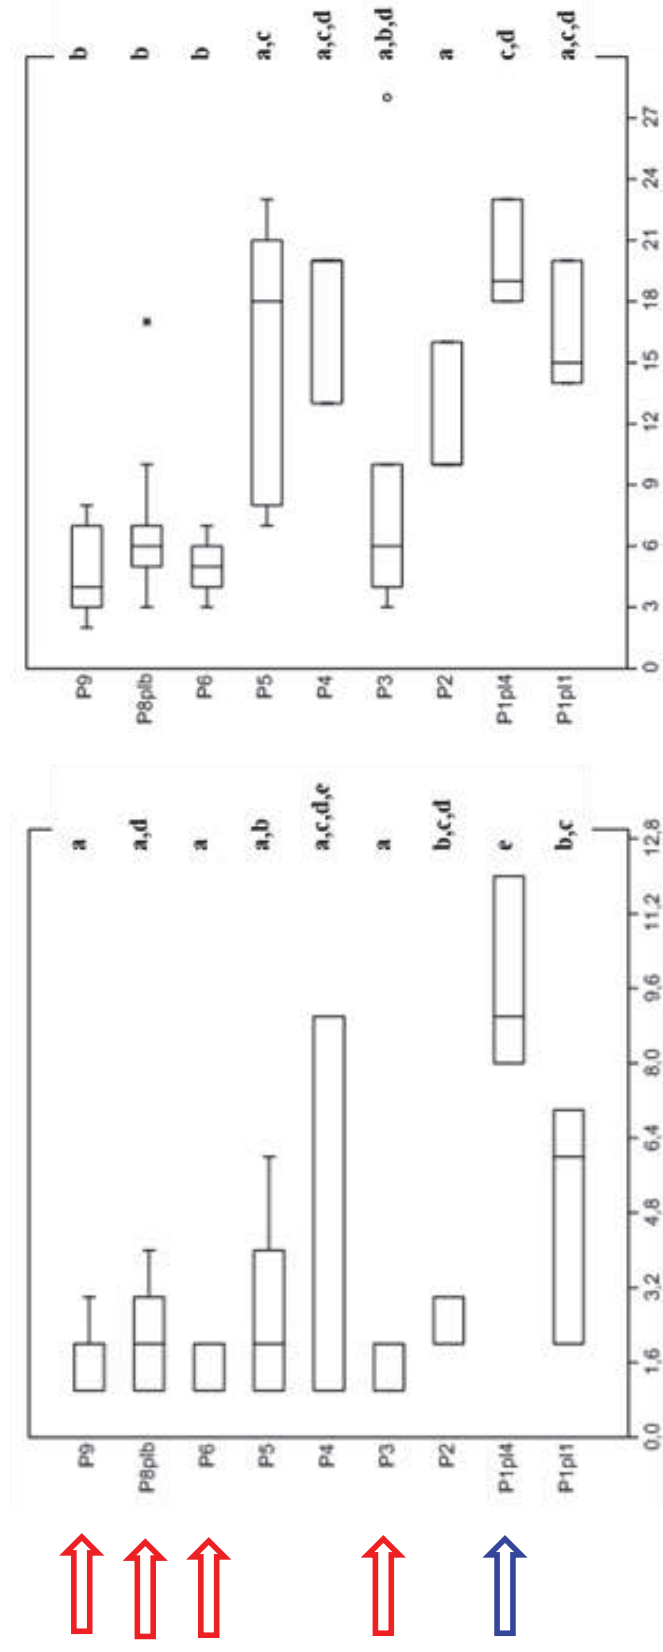 P9
P8plb
P6
P5
P4
P3
P2
P1pl4
P1pl1
a
a,d
a
a,b
a,c,d,e
a
b,c,d
e
b,c
0,0 1,6 3,2 4,8 6,4 8,0 9,6 11,2 12,8
P9
P8plb
P6
P5
P4
P3
P2
P1pl4
P1pl1
b
b
b
a,c
a,c,d
a,b,d
a
c,d
a,c,d
0 3 6 9 12 15 18 21 24 27